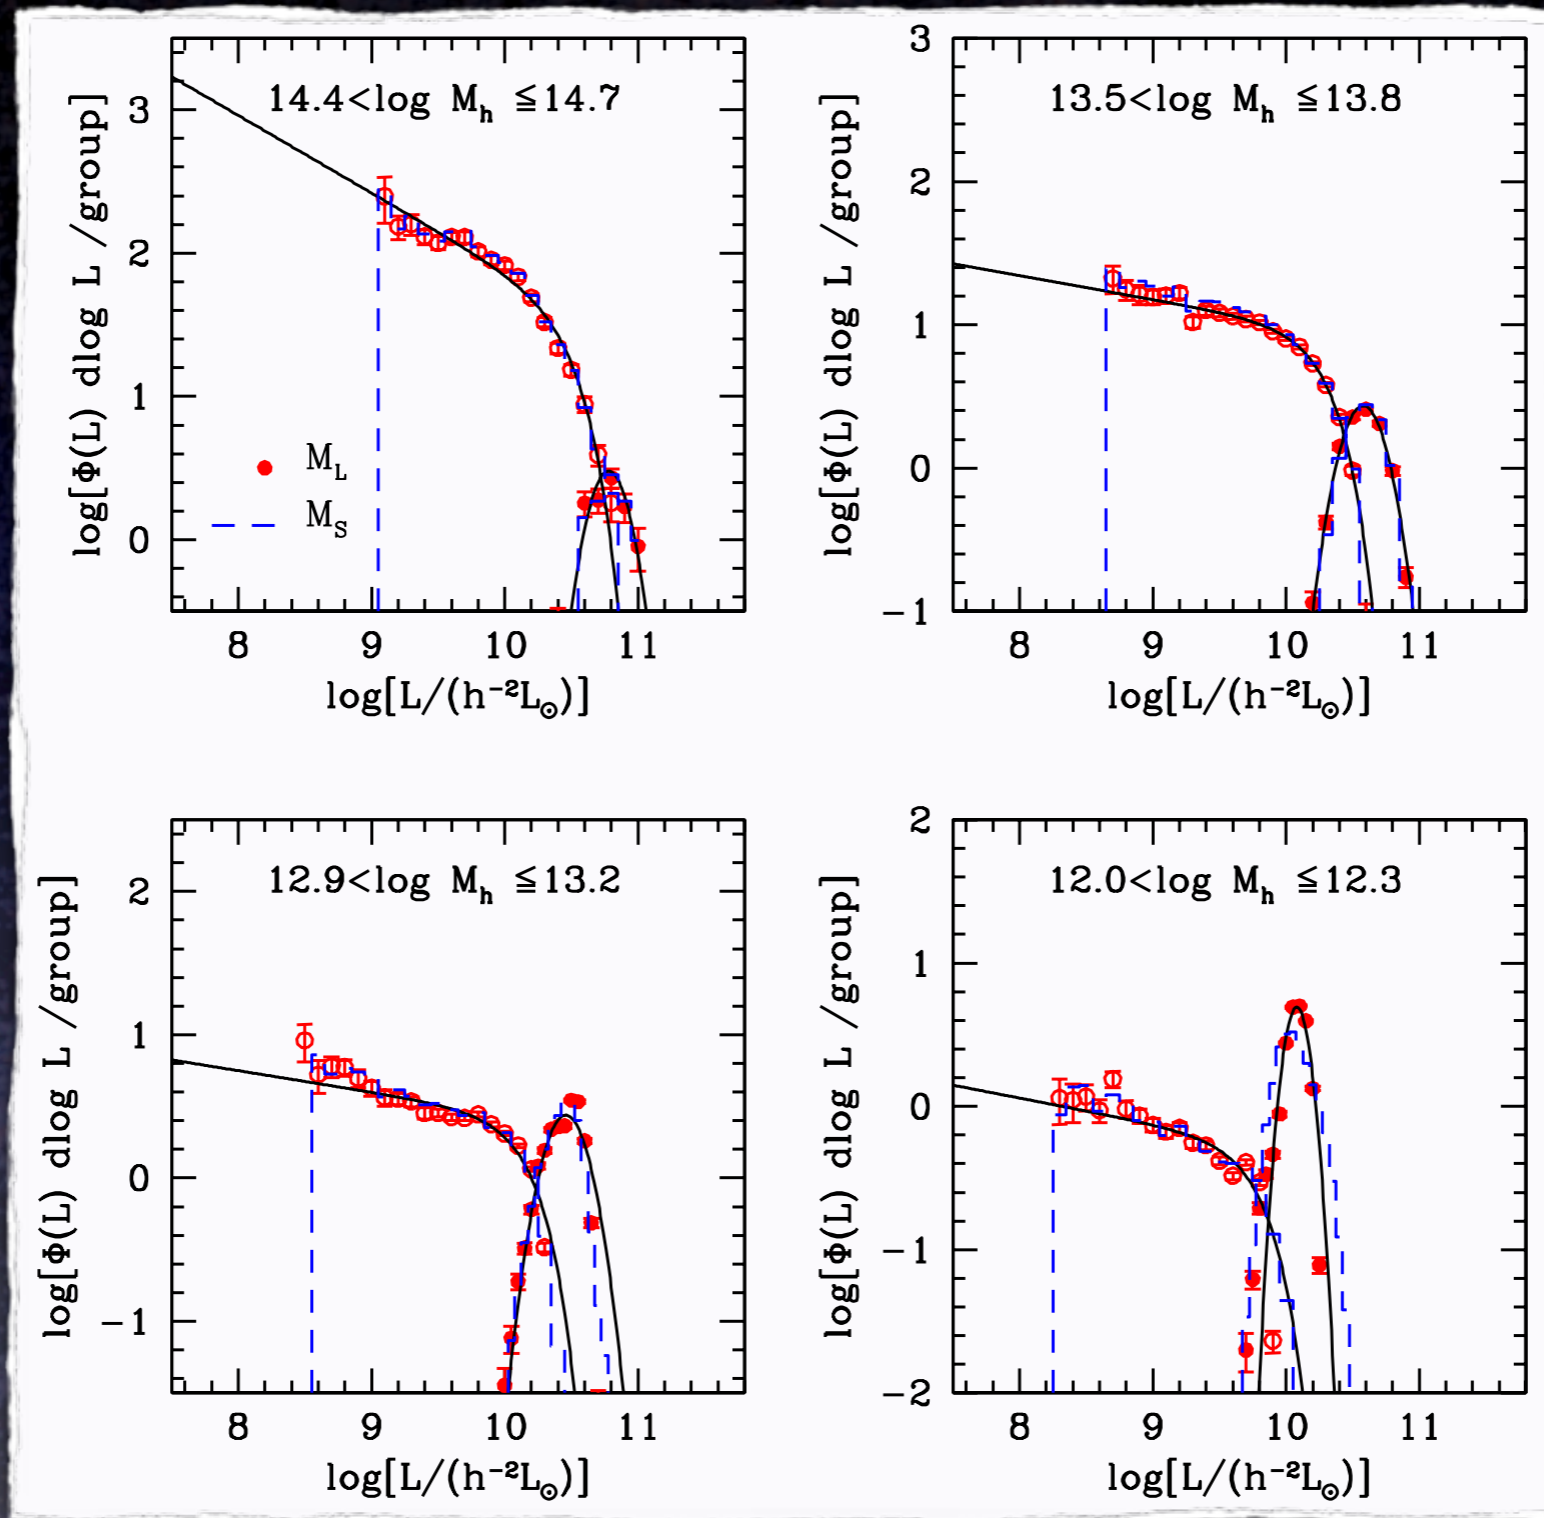 14.4<log M_h ≦14.7
log[Φ(L) dlog L /group]
3
2
1
0
M_L
M_S
8 9 10 11
log[L/(h⁻²L_⊙)]
13.5<log M_h ≦13.8
log[Φ(L) dlog L /group]
3
2
1
0
−1
8 9 10 11
log[L/(h⁻²L_⊙)]
12.9<log M_h ≦13.2
log[Φ(L) dlog L /group]
2
1
0
−1
8 9 10 11
log[L/(h⁻²L_⊙)]
12.0<log M_h ≦12.3
log[Φ(L) dlog L /group]
2
1
0
−1
−2
8 9 10 11
log[L/(h⁻²L_⊙)]